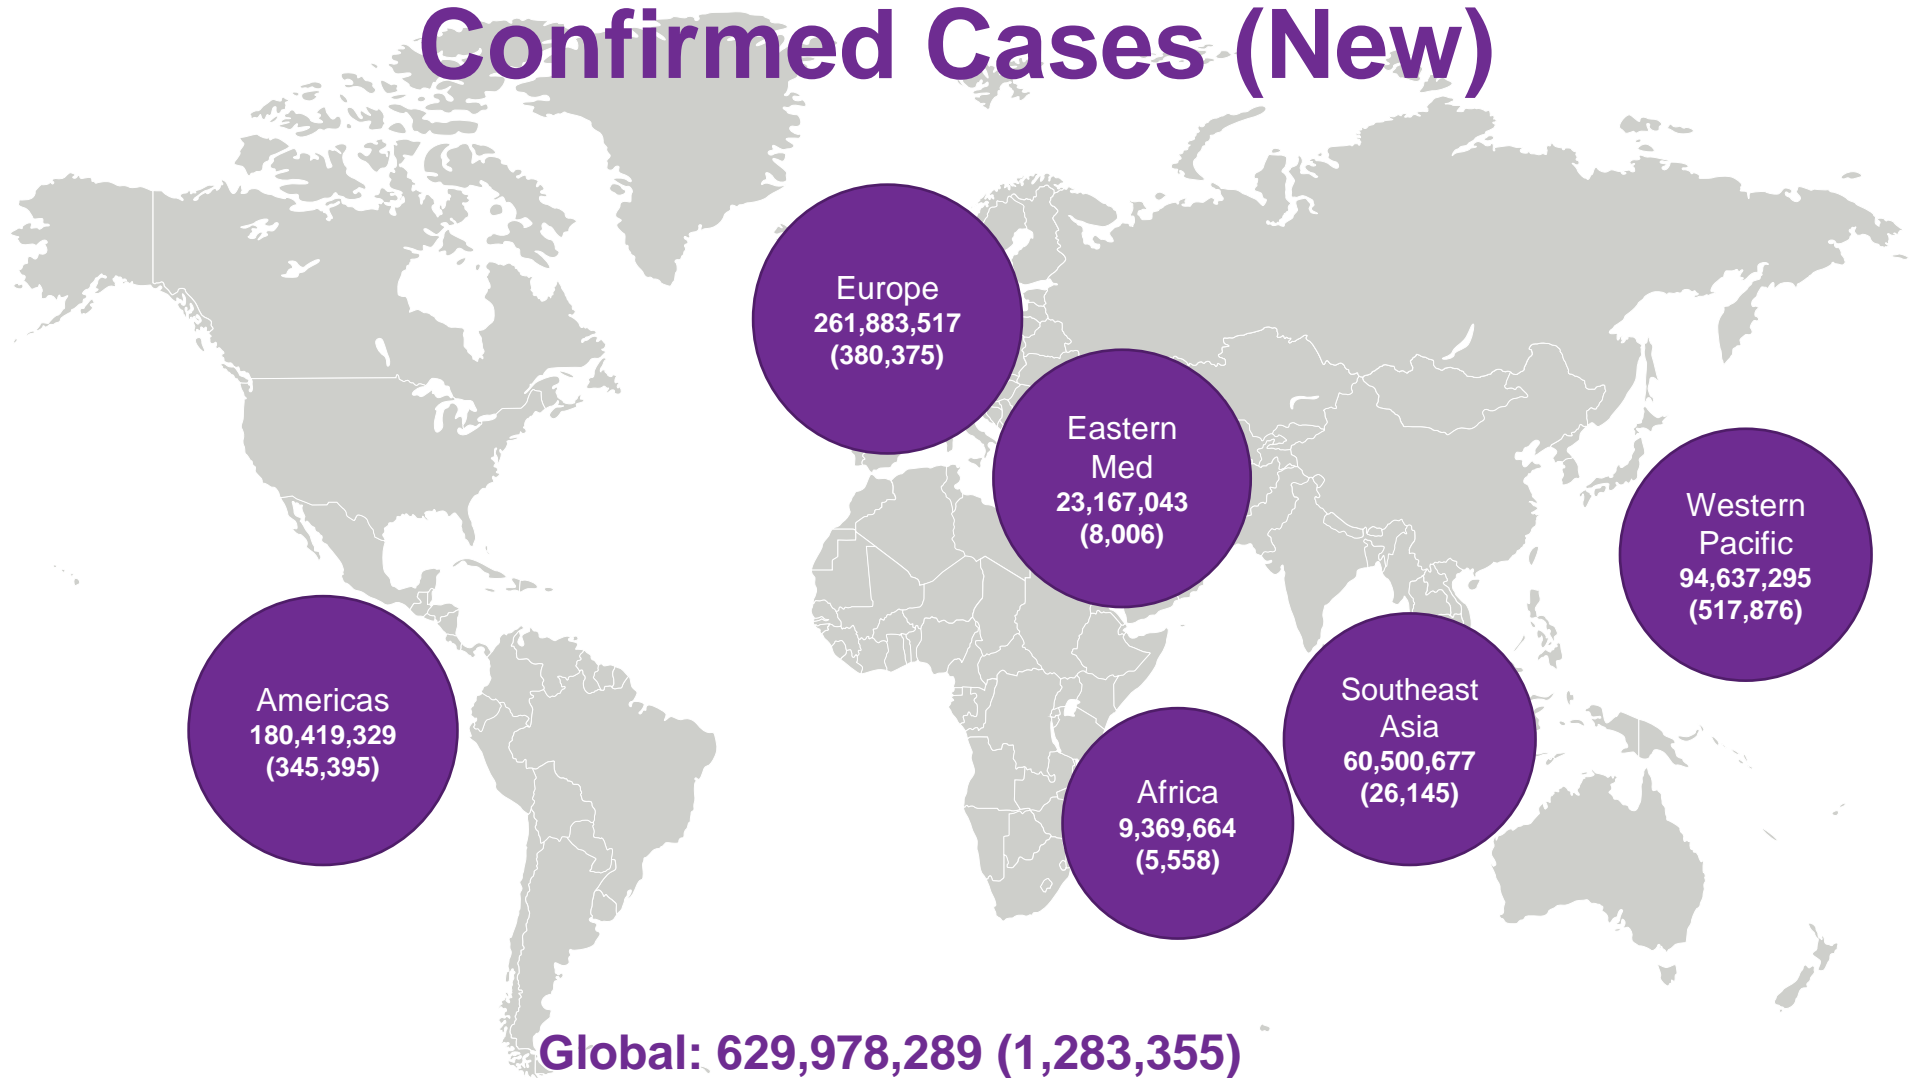 Confirmed Cases (New)
Europe
261,883,517
(380,375)
Eastern
Med
23,167,043
(8,006)
Western
Pacific
94,637,295
(517,876)
Americas
180,419,329
(345,395)
Southeast
Asia
60,500,677
(26,145)
Africa
9,369,664
(5,558)
Global: 629,978,289 (1,283,355)